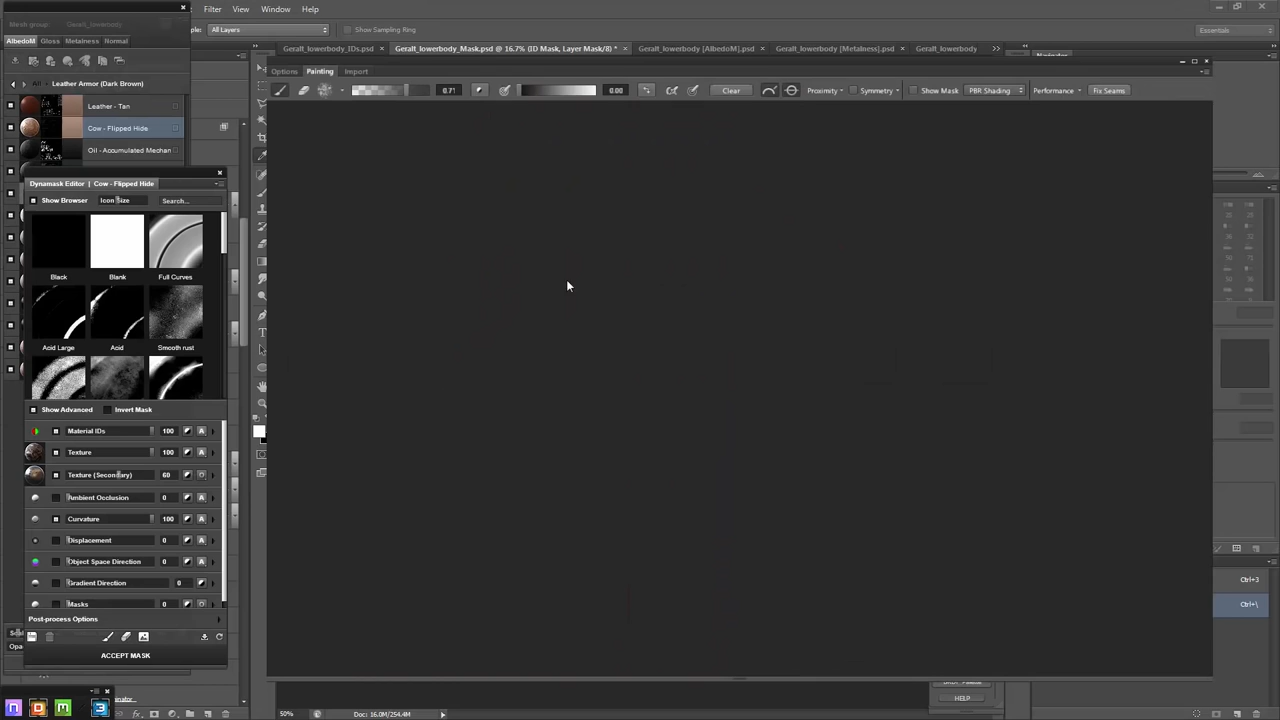 Filter View Window Help
Mesh group: Geralt_lowerbody
All Layers
Show Sampling Ring
Essentials
AlbedoM Gloss Metalness Normal
Geralt_lowerbody_IDs.psd × Geralt_lowerbody_Mask.psd @ 16.7% (ID Mask, Layer Mask/8) * × Geralt_lowerbody [AlbedoM].psd × Geralt_lowerbody [Metalness].psd × Geralt_lowerbody
Options Painting Import
All Leather Armor (Dark Brown)
0.71 0.00 Clear Proximity Symmetry Show Mask PBR Shading Performance Fix Seams
Leather - Tan
Cow - Flipped Hide
Oil - Accumulated Mechan
Dynamask Editor | Cow - Flipped Hide
Show Browser Icon Size Search...
Black Blank Full Curves
Acid Large Acid Smooth rust
Show Advanced Invert Mask
Material IDs 100
Texture 100
Texture (Secondary) 60
Ambient Occlusion 0
Curvature 100
Displacement 0
Object Space Direction 0
Gradient Direction 0
Masks 0
Post-process Options
ACCEPT MASK
Ctrl+3
Ctrl+\
HELP
50% Doc: 16.0M/254.4M